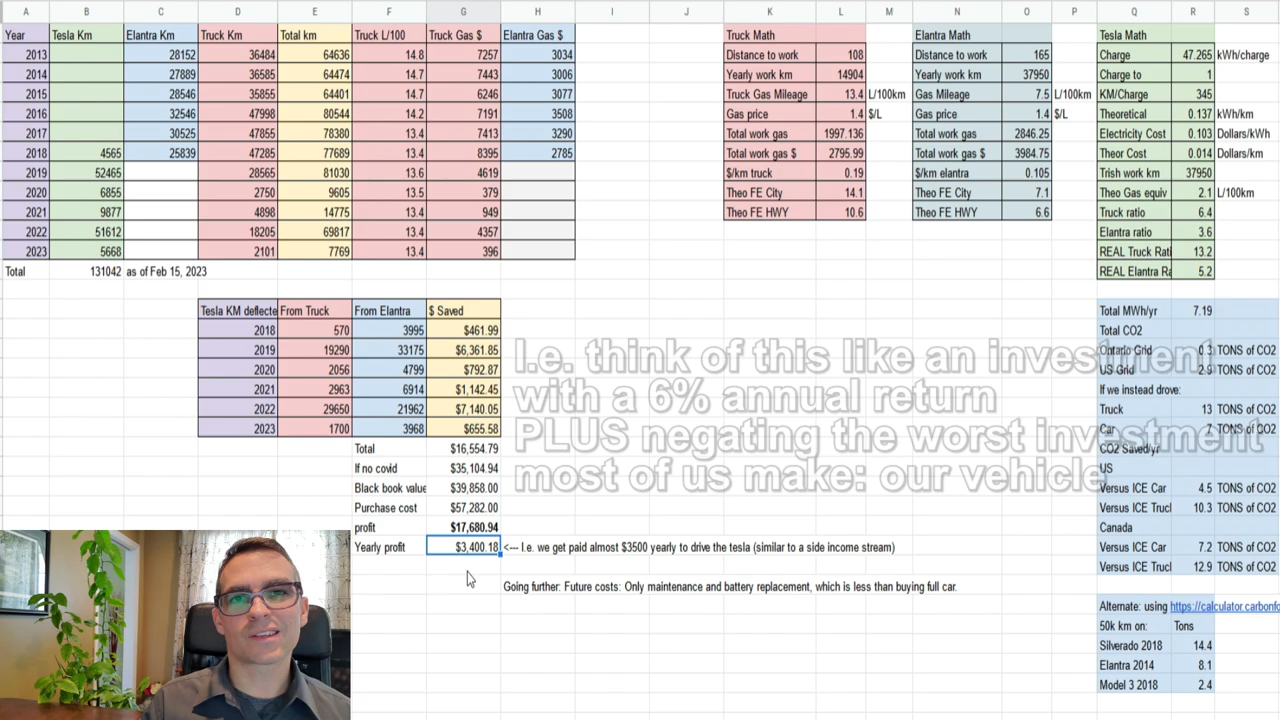 A B C D E F G H I J K L M N O P Q R S
Year Tesla Km Elantra Km Truck Km Total km Truck L/100 Truck Gas $ Elantra Gas $
2013 28152 36484 64636 14.8 7257 3034
2014 27889 36585 64474 14.7 7443 3006
2015 28546 35855 64401 14.7 6246 3077
2016 32546 47998 80544 14.2 7191 3508
2017 30525 47855 78380 13.4 7413 3290
2018 4565 25839 47285 77689 13.4 8395 2785
2019 52465 28565 81030 13.6 4619
2020 6855 2750 9605 13.5 379
2021 9877 4898 14775 13.4 949
2022 51612 18205 69817 13.4 4357
2023 5668 2101 7769 13.4 396
Total 131042 as of Feb 15, 2023
Truck Math
Distance to work 108
Yearly work km 14904
Truck Gas Mileage 13.4 L/100km
Gas price 1.4 $/L
Total work gas 1997.136
Total work gas $ 2795.99
$/km truck 0.19
Theo FE City 14.1
Theo FE HWY 10.6
Elantra Math
Distance to work 165
Yearly work km 37950
Gas Mileage 7.5 L/100km
Gas price 1.4 $/L
Total work gas 2846.25
Total work gas $ 3984.75
$/km elantra 0.105
Theo FE City 7.1
Theo FE HWY 6.6
Tesla Math
Charge 47.265 kWh/charge
Charge to 1
KM/Charge 345
Theoretical 0.137 kWh/km
Electricity Cost 0.103 Dollars/kWh
Theor Cost 0.014 Dollars/km
Trish work km 37950
Theo Gas equiv 2.1 L/100km
Truck ratio 6.4
Elantra ratio 3.6
REAL Truck Rati 13.2
REAL Elantra Ra 5.2
Tesla KM deflecte From Truck From Elantra $ Saved
2018 570 3995 $461.99
2019 19290 33175 $6,361.85
2020 2056 4799 $792.87
2021 2963 6914 $1,142.45
2022 29650 21962 $7,140.05
2023 1700 3968 $655.58
Total $16,554.79
If no covid $35,104.94
Black book value $39,858.00
Purchase cost $57,282.00
profit $17,680.94
Yearly profit $3,400.18 <--- I.e. we get paid almost $3500 yearly to drive the tesla (similar to a side income stream)
Going further: Future costs: Only maintenance and battery replacement, which is less than buying full car.
I.e. think of this like an investment
with a 6% annual return
PLUS negating the worst investment
most of us make: our vehicle
Total MWh/yr 7.19
Total CO2
Ontario Grid 0.3 TONS of CO2
US Grid 2.9 TONS of CO2
If we instead drove:
Truck 13 TONS of CO2
Car 7 TONS of CO2
CO2 Saved/yr
US
Versus ICE Car 4.5 TONS of CO2
Versus ICE Trucl 10.3 TONS of CO2
Canada
Versus ICE Car 7.2 TONS of CO2
Versus ICE Trucl 12.9 TONS of CO2
Alternate: using https://calculator.carbonfo
50k km on: Tons
Silverado 2018 14.4
Elantra 2014 8.1
Model 3 2018 2.4